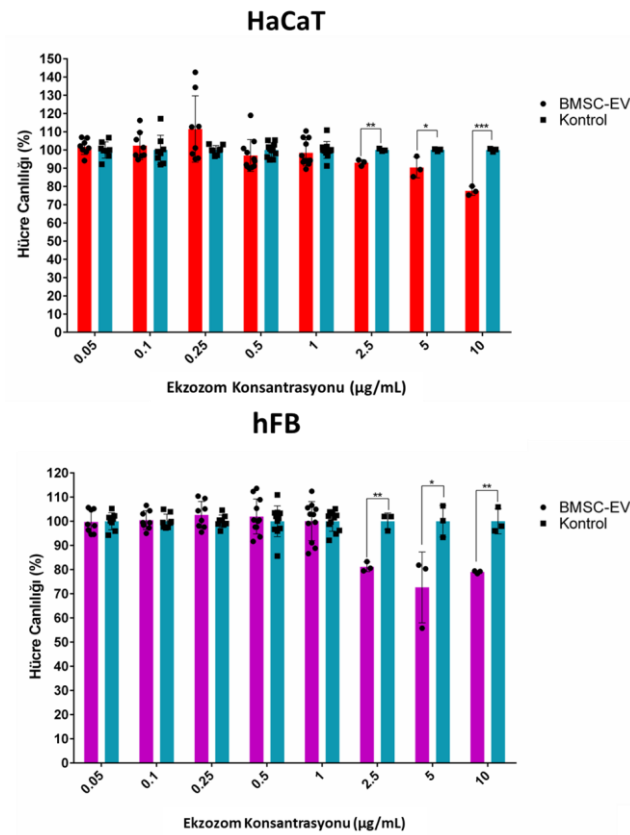 HaCaT
150
140
130
120
110
100
90
80
70
60
50
40
30
20
10
0
Hücre Canlılığı (%)
** * ***
BMSC-EV
Kontrol
0.05 0.1 0.25 0.5 1 2.5 5 10
Ekzozom Konsantrasyonu (µg/mL)
hFB
120
110
100
90
80
70
60
50
40
30
20
10
0
Hücre Canlılığı (%)
** * **
BMSC-EV
Kontrol
0.05 0.1 0.25 0.5 1 2.5 5 10
Ekzozom Konsantrasyonu (µg/mL)